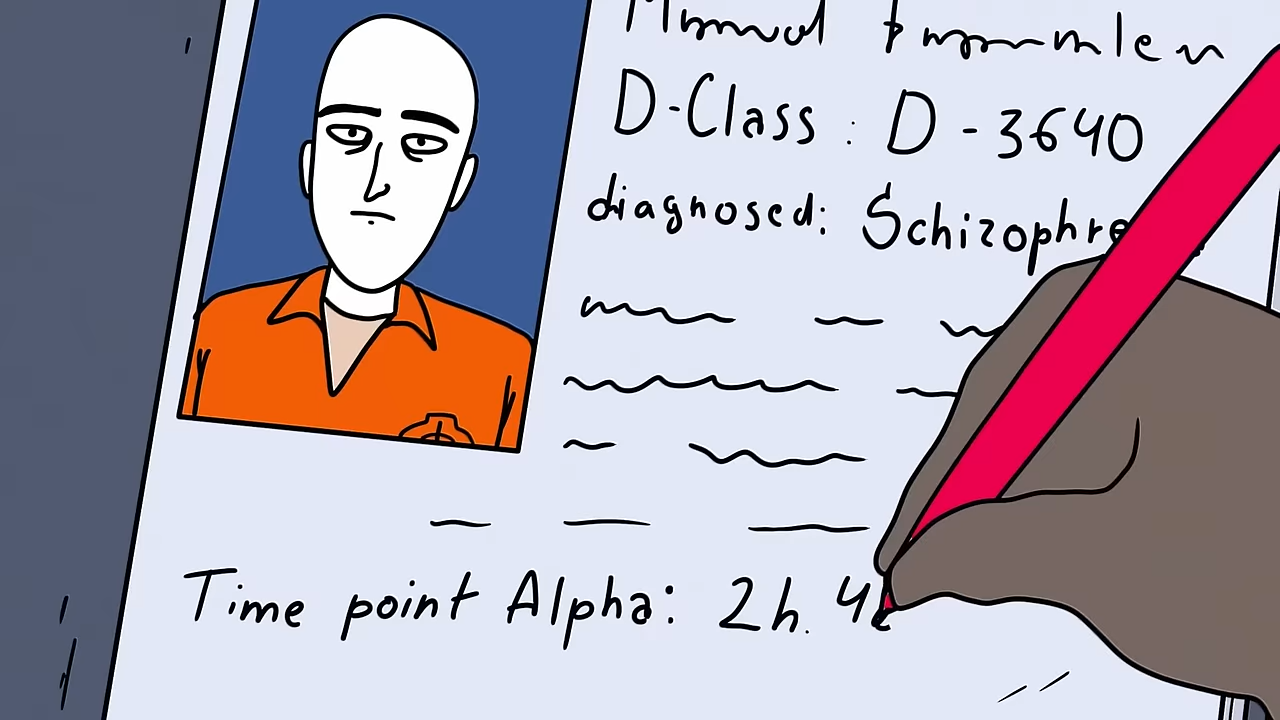 D-Class : D - 3640
diagnosed: Schizophre
Time point Alpha: 2h. 4